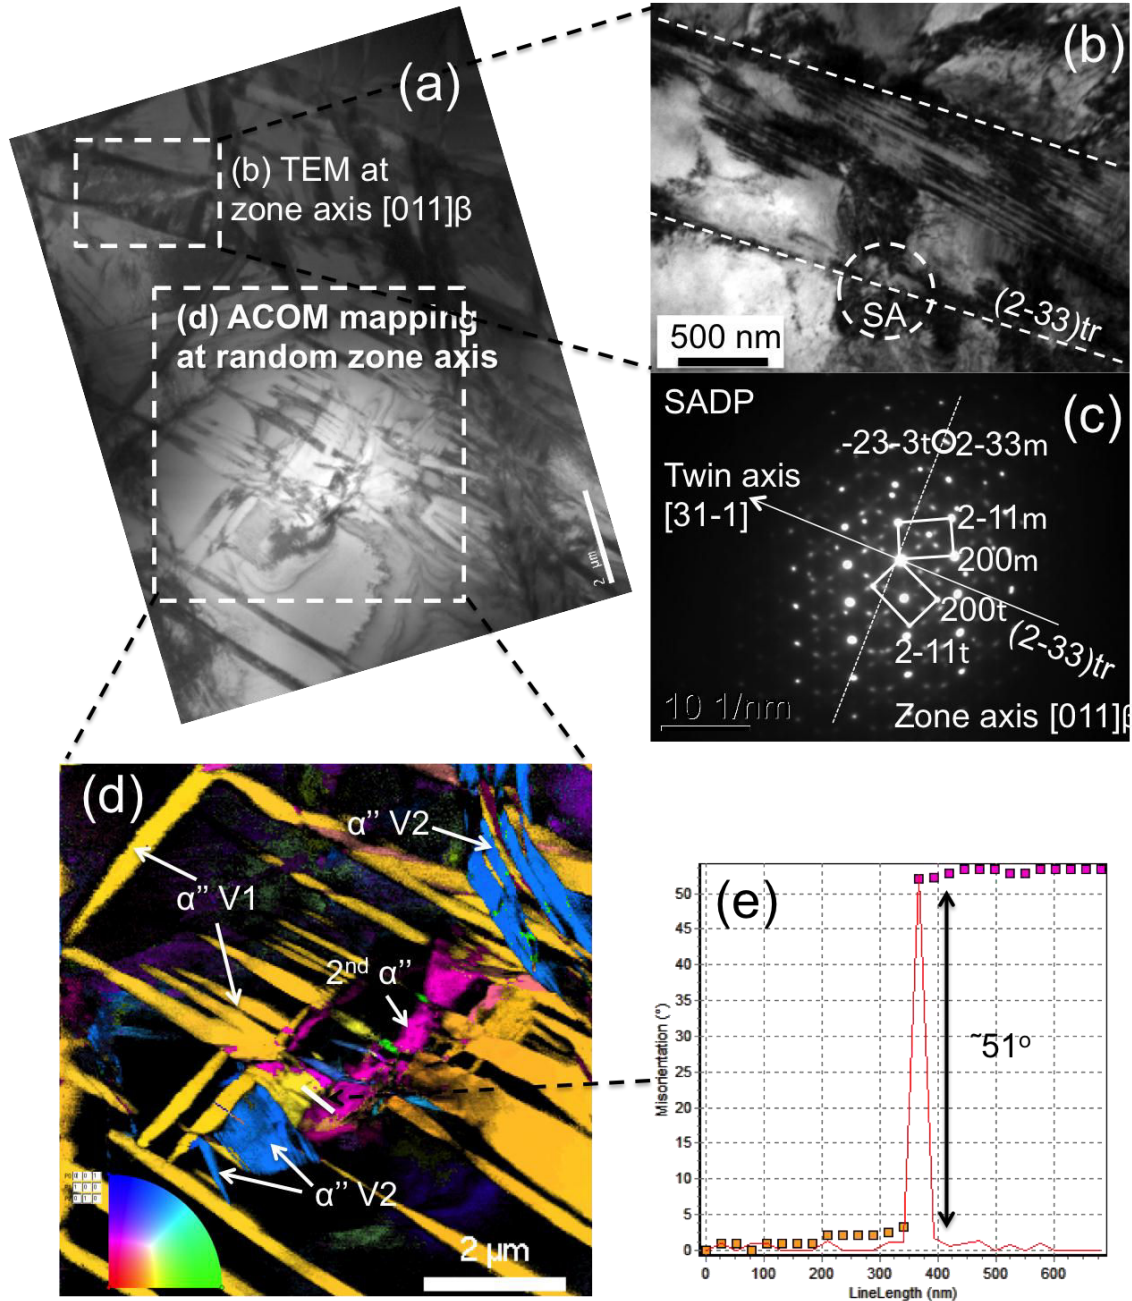 (a)
(b) TEM at
zone axis [011]β
(d) ACOM mapping
at random zone axis
2 µm
(b)
SA
(2-33)tr
500 nm
SADP
(c)
-23-3t
2-33m
Twin axis
[31-1]
2-11m
200m
200t
2-11t
(2-33)tr
10 1/nm
Zone axis [011]β
(d)
α’’ V2
α’’ V1
2nd α’’
α’’ V2
2 µm
(e)
~51o
Misorientation (°)
50
45
40
35
30
25
20
15
10
5
0
0 100 200 300 400 500 600
LineLength (nm)